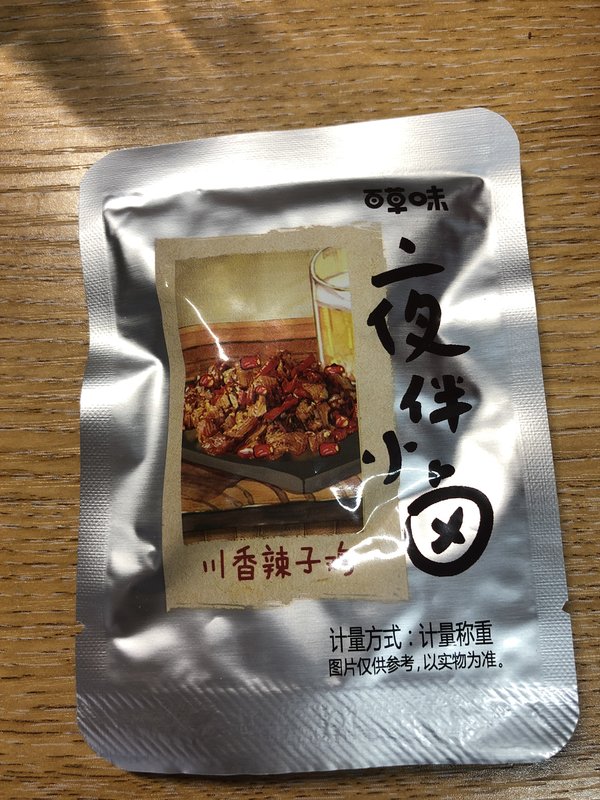 百草味
夜伴
小卤
川香辣子
计量方式：计量称重
图片仅供参考，以实物为准。